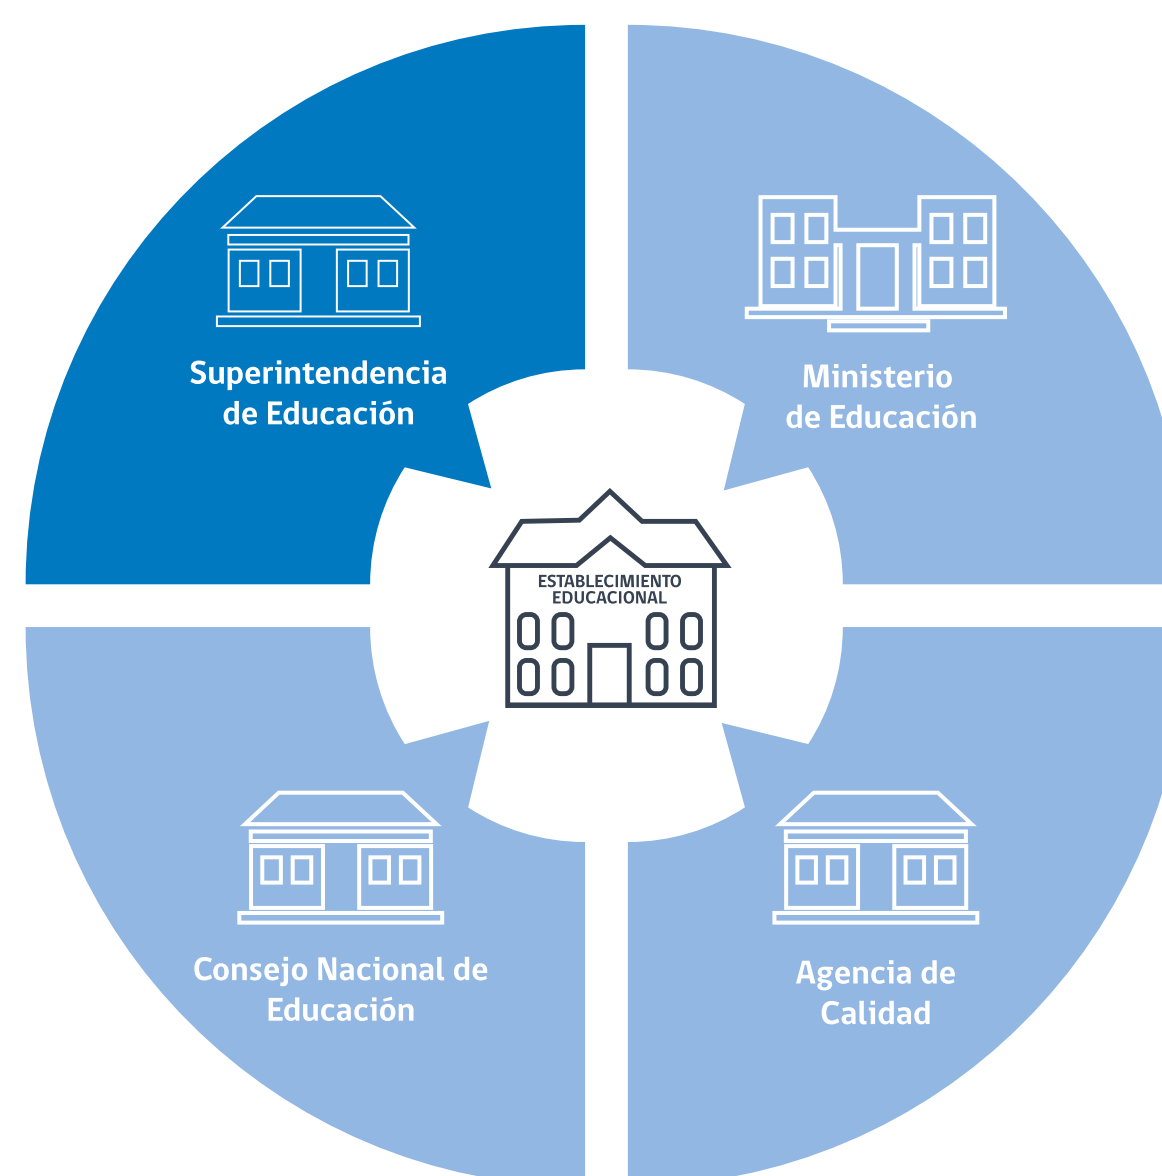 Superintendencia
de Educación
Ministerio
de Educación
ESTABLECIMIENTO
EDUCACIONAL
Consejo Nacional de
Educación
Agencia de
Calidad